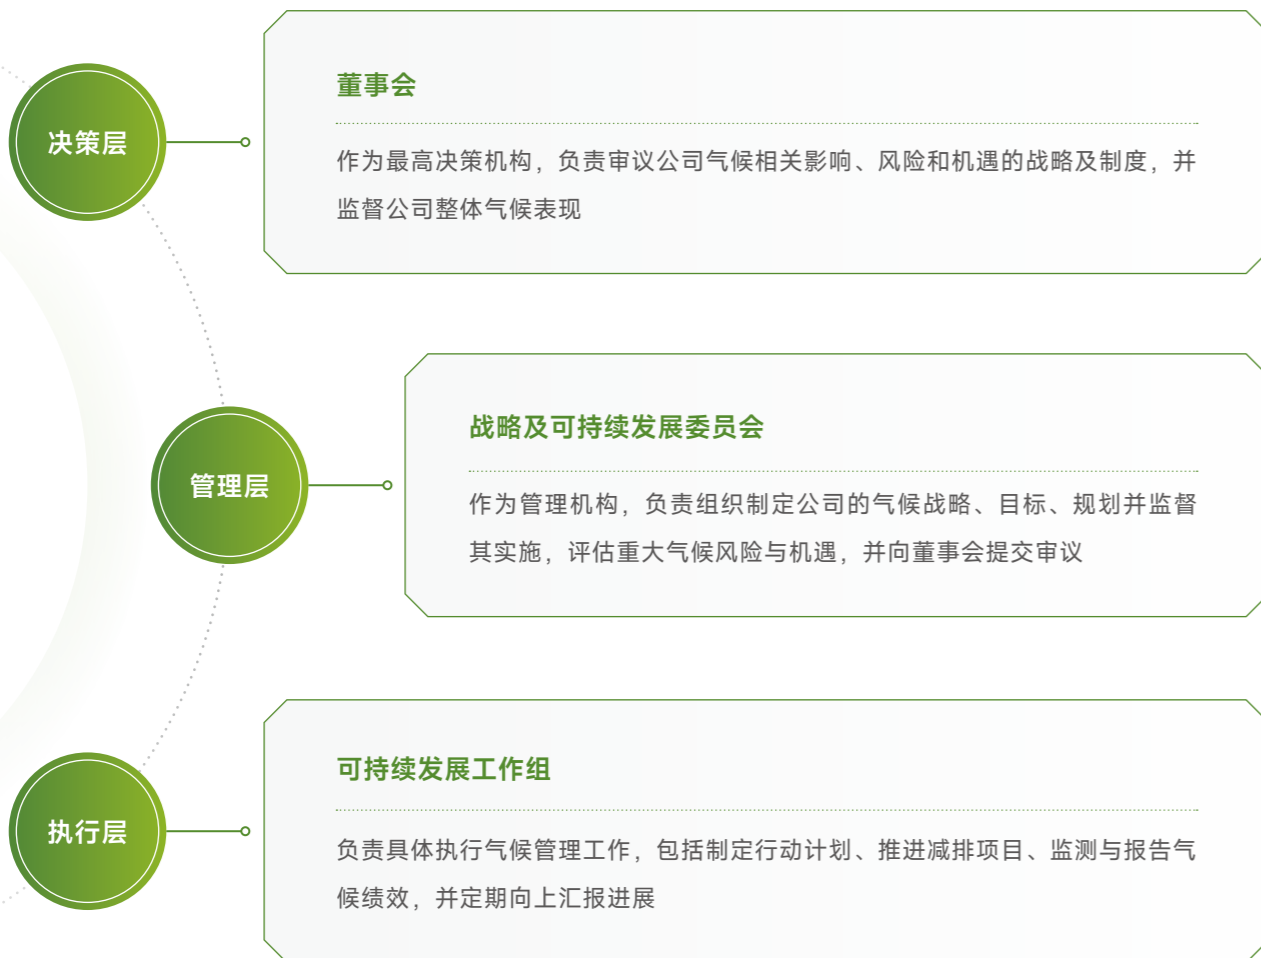 决策层
董事会
作为最高决策机构，负责审议公司气候相关影响、风险和机遇的战略及制度，并
监督公司整体气候表现
管理层
战略及可持续发展委员会
作为管理机构，负责组织制定公司的气候战略、目标、规划并监督
其实施，评估重大气候风险与机遇，并向董事会提交审议
执行层
可持续发展工作组
负责具体执行气候管理工作，包括制定行动计划、推进减排项目、监测与报告气
候绩效，并定期向上汇报进展